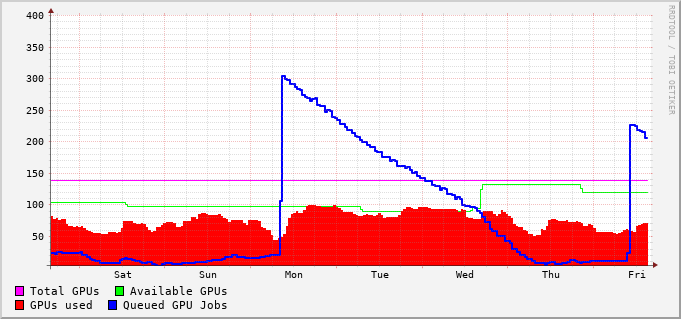 400
350
300
250
200
150
100
50
Sat Sun Mon Tue Wed Thu Fri
Total GPUs Available GPUs
GPUs used Queued GPU Jobs
RRDTOOL / TOBI OETIKER